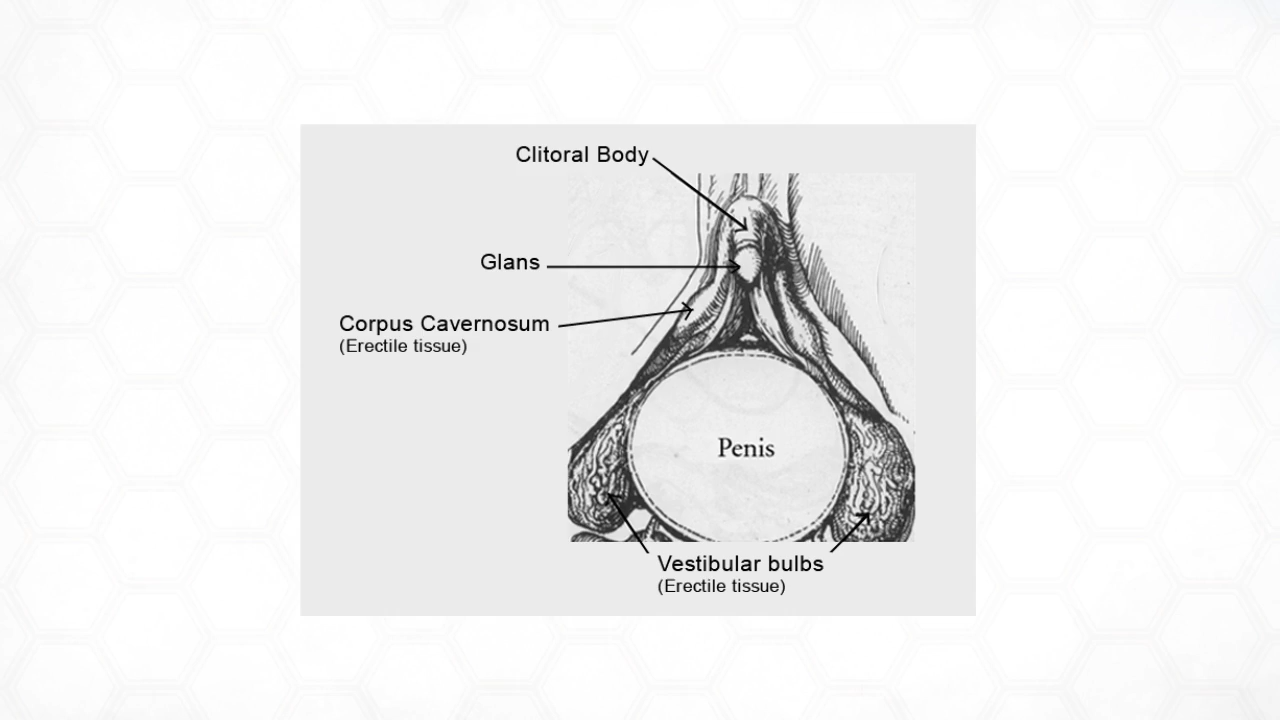 Clitoral Body
Glans
Corpus Cavernosum
(Erectile tissue)
Penis
Vestibular bulbs
(Erectile tissue)